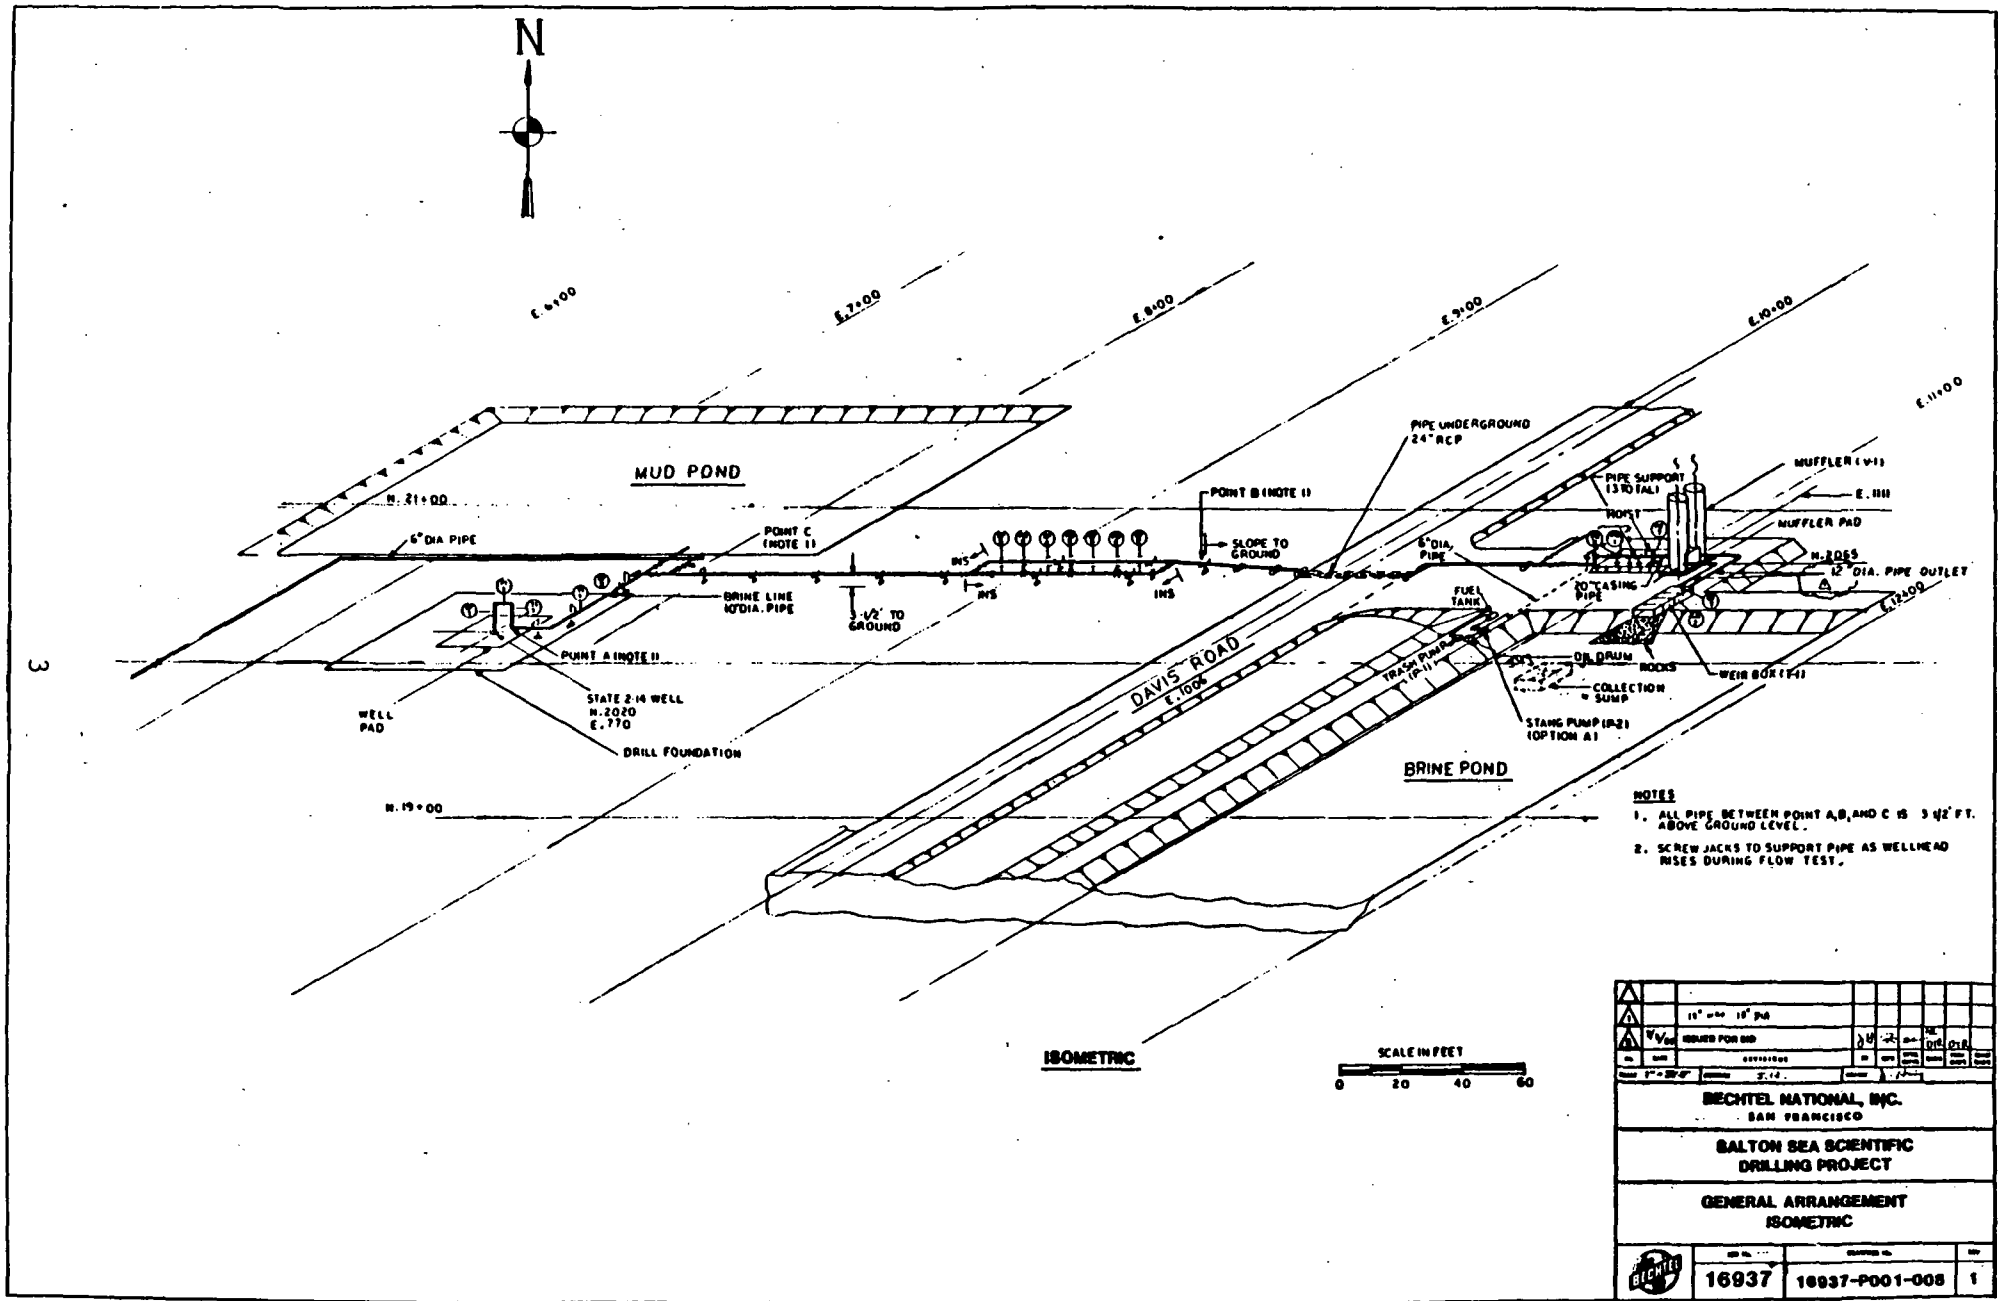 N
E. 6+00
E. 7+00
E. 8+00
E. 9+00
E. 10+00
E. 11+00
MUD POND
N. 21+00
6" DIA PIPE
POINT C
(NOTE 1)
POINT B (NOTE 1)
PIPE UNDERGROUND
24" RCP
PIPE SUPPORT
(3 TOTAL)
HOIST
MUFFLER (V-1)
E. 1111
MUFFLER PAD
N. 2065
12" DIA. PIPE OUTLET
E. 12+00
INS
SLOPE TO
GROUND
INS
INS
6" DIA.
PIPE
20" CASING
PIPE
FUEL
TANK
BRINE LINE
10" DIA. PIPE
3-1/2' TO
GROUND
POINT A (NOTE 1)
STATE 2-14 WELL
N. 2020
E. 770
WELL
PAD
DRILL FOUNDATION
DAVIS ROAD
E. 1006
TRASH PUMP
(P-1)
OIL DRUM
ROCKS
COLLECTION
SUMP
WEIR BOX (T-1)
STANG PUMP (P-2)
(OPTION A)
BRINE POND
N. 19+00
NOTES
1. ALL PIPE BETWEEN POINT A, B, AND C IS 3 1/2' FT.
ABOVE GROUND LEVEL.
2. SCREW JACKS TO SUPPORT PIPE AS WELLHEAD
RISES DURING FLOW TEST.
3
ISOMETRIC
SCALE IN FEET
0 20 40 60
ISSUED FOR BID
REVISIONS
BECHTEL NATIONAL, INC.
SAN FRANCISCO
SALTON SEA SCIENTIFIC
DRILLING PROJECT
GENERAL ARRANGEMENT
ISOMETRIC
BECHTEL
16937
16937-P001-008
1